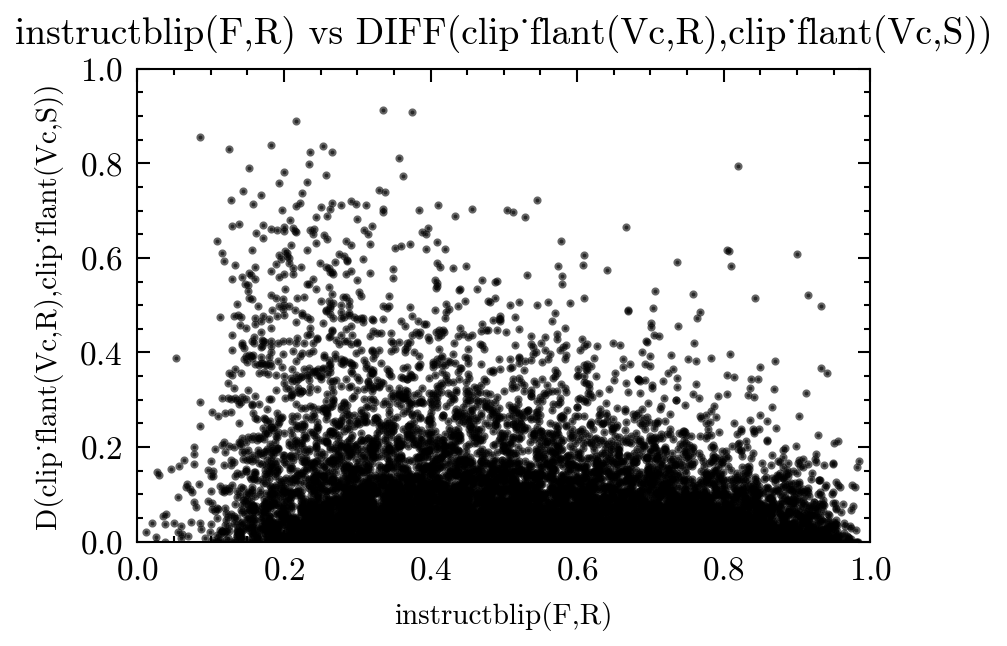 instructblip(F,R) vs DIFF(clip˙flant(Vc,R),clip˙flant(Vc,S))
D(clip˙flant(Vc,R),clip˙flant(Vc,S))
1.0
0.8
0.6
0.4
0.2
0.0
0.0 0.2 0.4 0.6 0.8 1.0
instructblip(F,R)